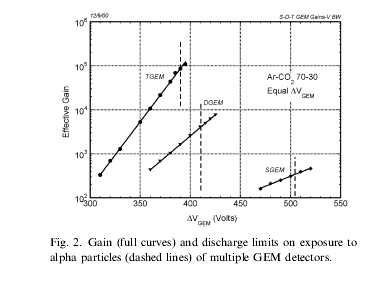 12/9/00
S-D-T GEM Gains-V BW
10^6
10^5
10^4
10^3
10^2
Effective Gain
TGEM
DGEM
SGEM
Ar-CO2 70-30
Equal ΔV_GEM
300 350 400 450 500 550
ΔV_GEM (Volts)
Fig. 2. Gain (full curves) and discharge limits on exposure to
alpha particles (dashed lines) of multiple GEM detectors.